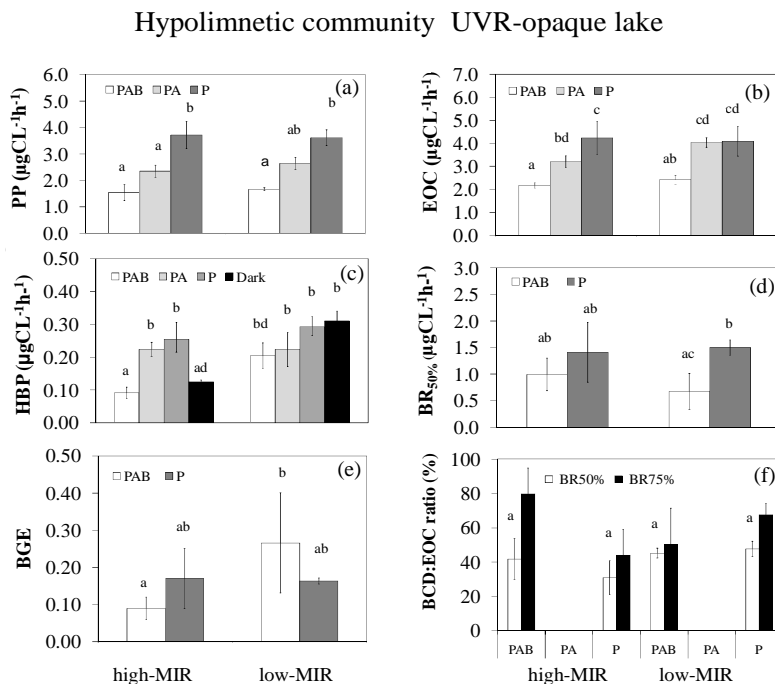 Hypolimnetic community UVR-opaque lake
(a)
PAB PA P
PP (µgCL-1h-1)
6.0
5.0
4.0
3.0
2.0
1.0
0.0
a a b a ab b
(b)
PAB PA P
EOC (µgCL-1h-1)
7.0
6.0
5.0
4.0
3.0
2.0
1.0
0.0
a bd c ab cd cd
(c)
PAB PA P Dark
HBP (µgCL-1h-1)
0.50
0.40
0.30
0.20
0.10
0.00
a b b ad bd b b b
(d)
PAB P
BR50% (µgCL-1h-1)
3.0
2.5
2.0
1.5
1.0
0.5
0.0
ab ab ac b
(e)
PAB P
BGE
0.50
0.40
0.30
0.20
0.10
0.00
a ab b ab
high-MIR low-MIR
(f)
BR50% BR75%
BCD:EOC ratio (%)
100
80
60
40
20
0
a a a a
PAB PA P PAB PA P
high-MIR low-MIR